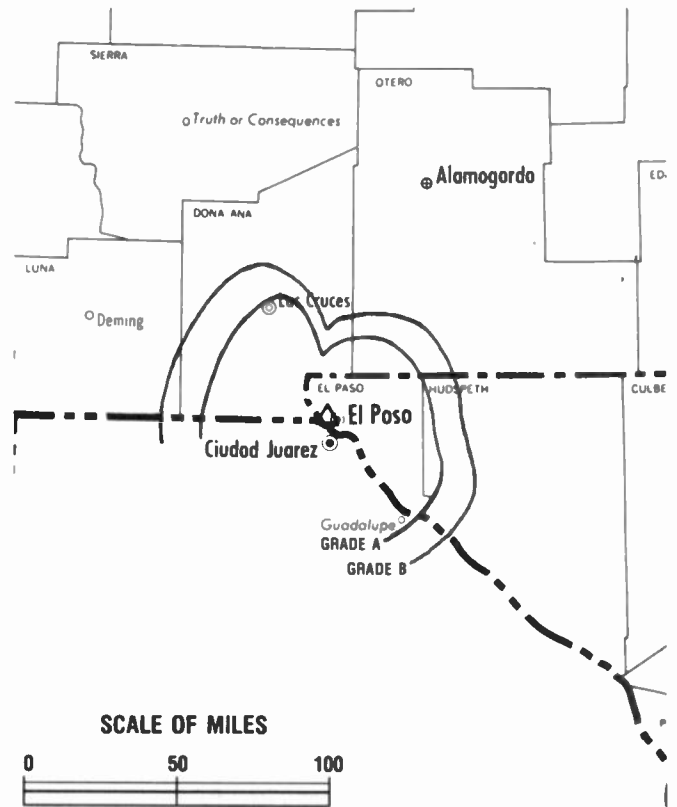 SIERRA
OTERO
Truth or Consequences
Alamogordo
ED
DONA ANA
LUNA
Las Cruces
Deming
EL PASO
HUDSPETH
CULBE
El Paso
Ciudad Juarez
Guadalupe
GRADE A
GRADE B
SCALE OF MILES
0 50 100
P